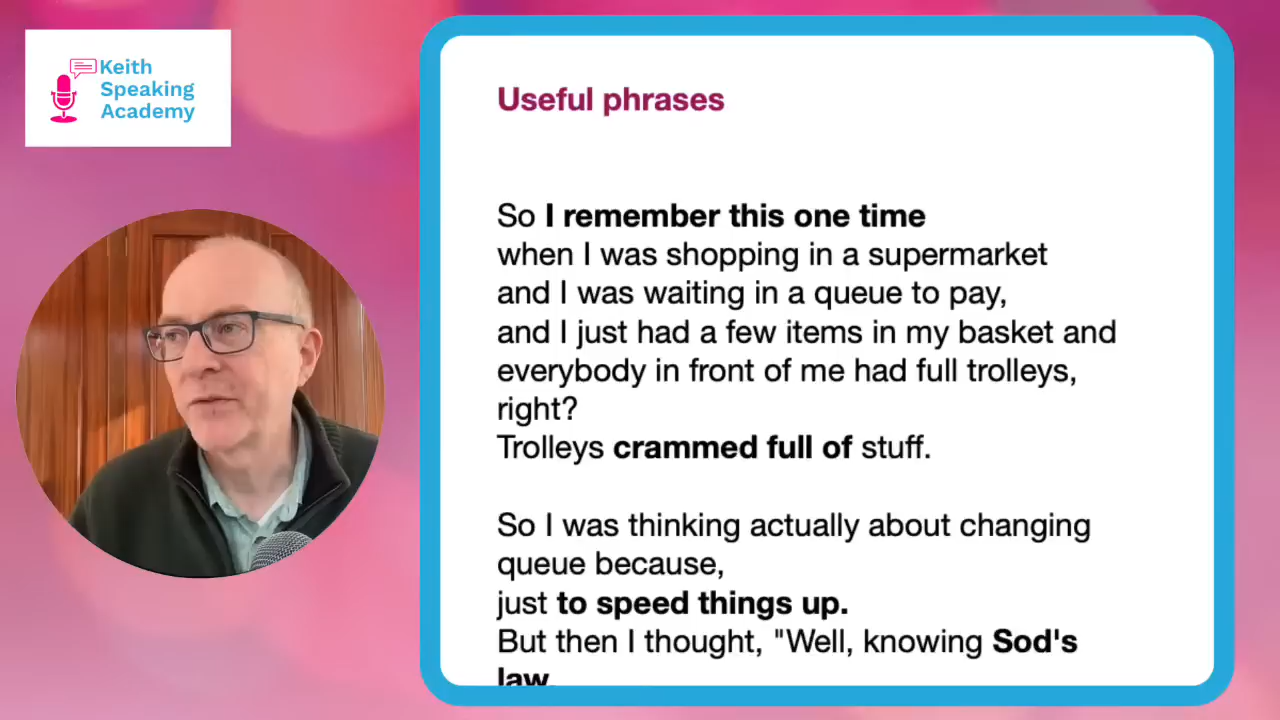 Keith
Speaking
Academy
Useful phrases
So I remember this one time
when I was shopping in a supermarket
and I was waiting in a queue to pay,
and I just had a few items in my basket and
everybody in front of me had full trolleys,
right?
Trolleys crammed full of stuff.
So I was thinking actually about changing
queue because,
just to speed things up.
But then I thought, "Well, knowing Sod's
law,